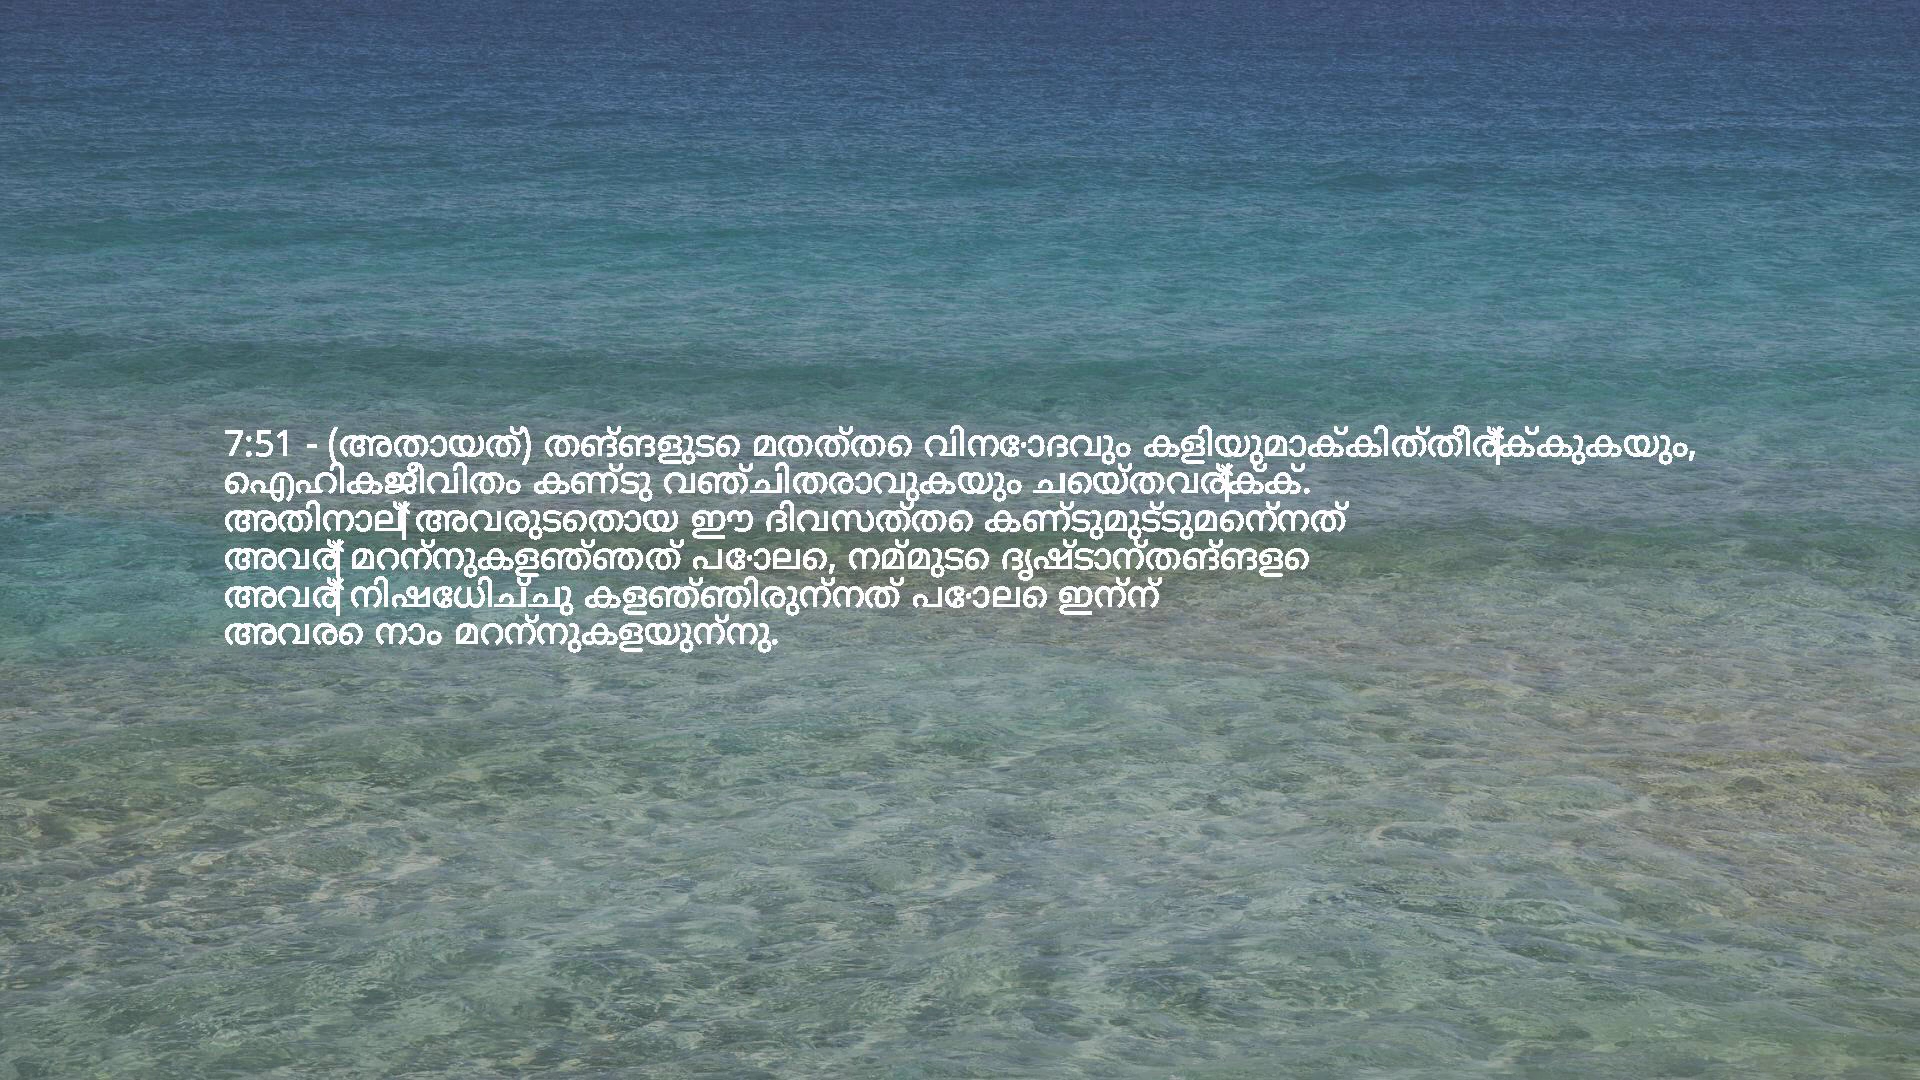 7:51 - (അതായത്) തങ്ങളുടെ മതത്തെ വിനോദവും കളിയുമാക്കിത്തീര്‍ക്കുകയും,
ഐഹികജീവിതം കണ്ടു വഞ്ചിതരാവുകയും ചെയ്തവര്‍ക്ക്.
അതിനാല്‍ അവരുടെതൊയ ഈ ദിവസത്തെ കണ്ടുമുട്ടുമെന്നത്
അവര്‍ മറന്നുകളഞ്ഞത് പോലെ, നമ്മുടെ ദൃഷ്ടാന്തങ്ങളെ
അവര്‍ നിഷേധിച്ചു കളഞ്ഞിരുന്നത് പോലെ ഇന്ന്
അവരെ നാം മറന്നുകളയുന്നു.